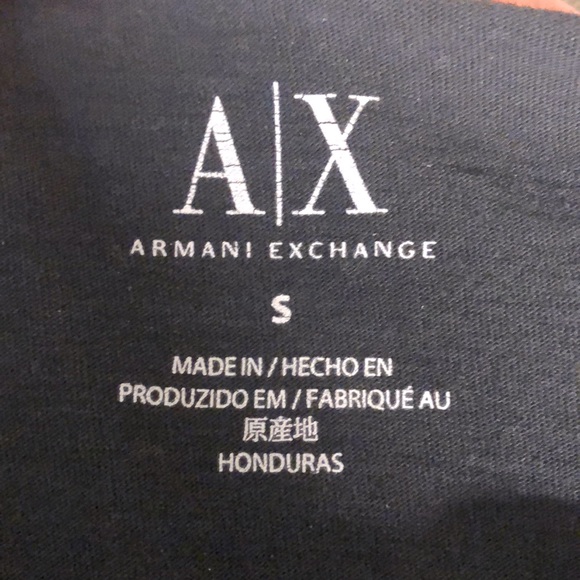 A|X
ARMANI EXCHANGE
S
MADE IN / HECHO EN
PRODUZIDO EM / FABRIQUÉ AU
原産地
HONDURAS